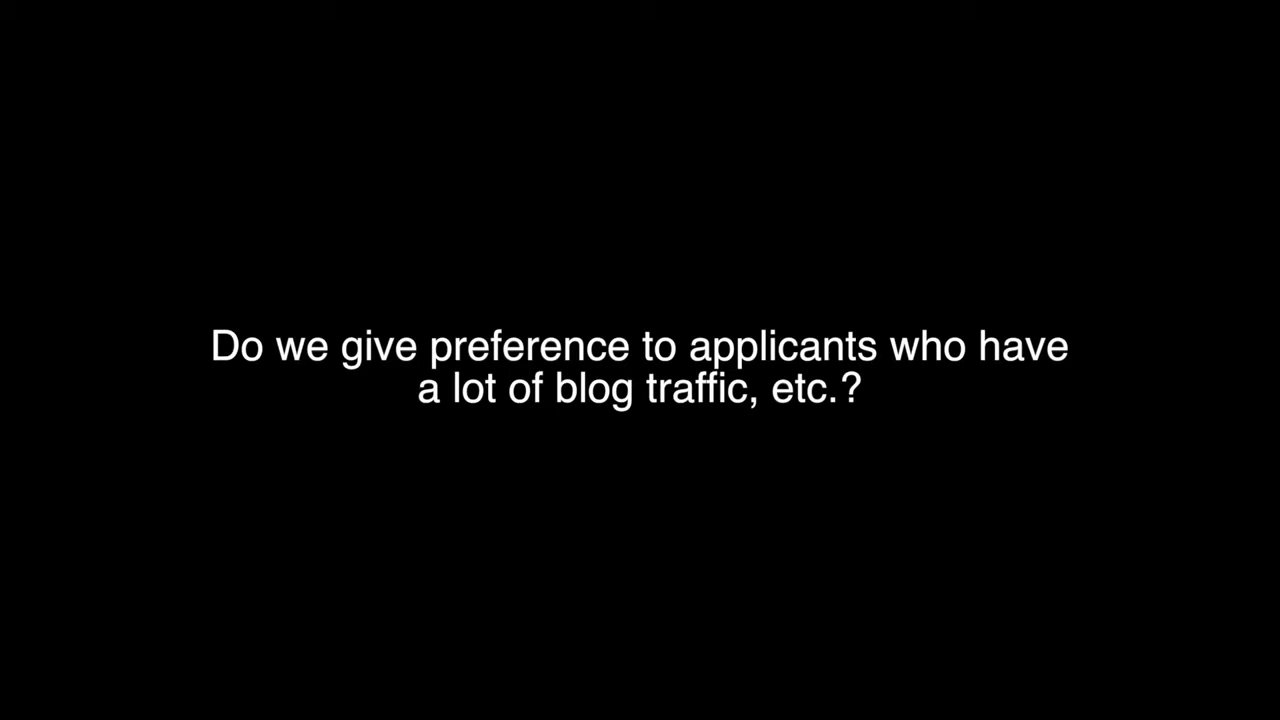 Do we give preference to applicants who have
a lot of blog traffic, etc.?